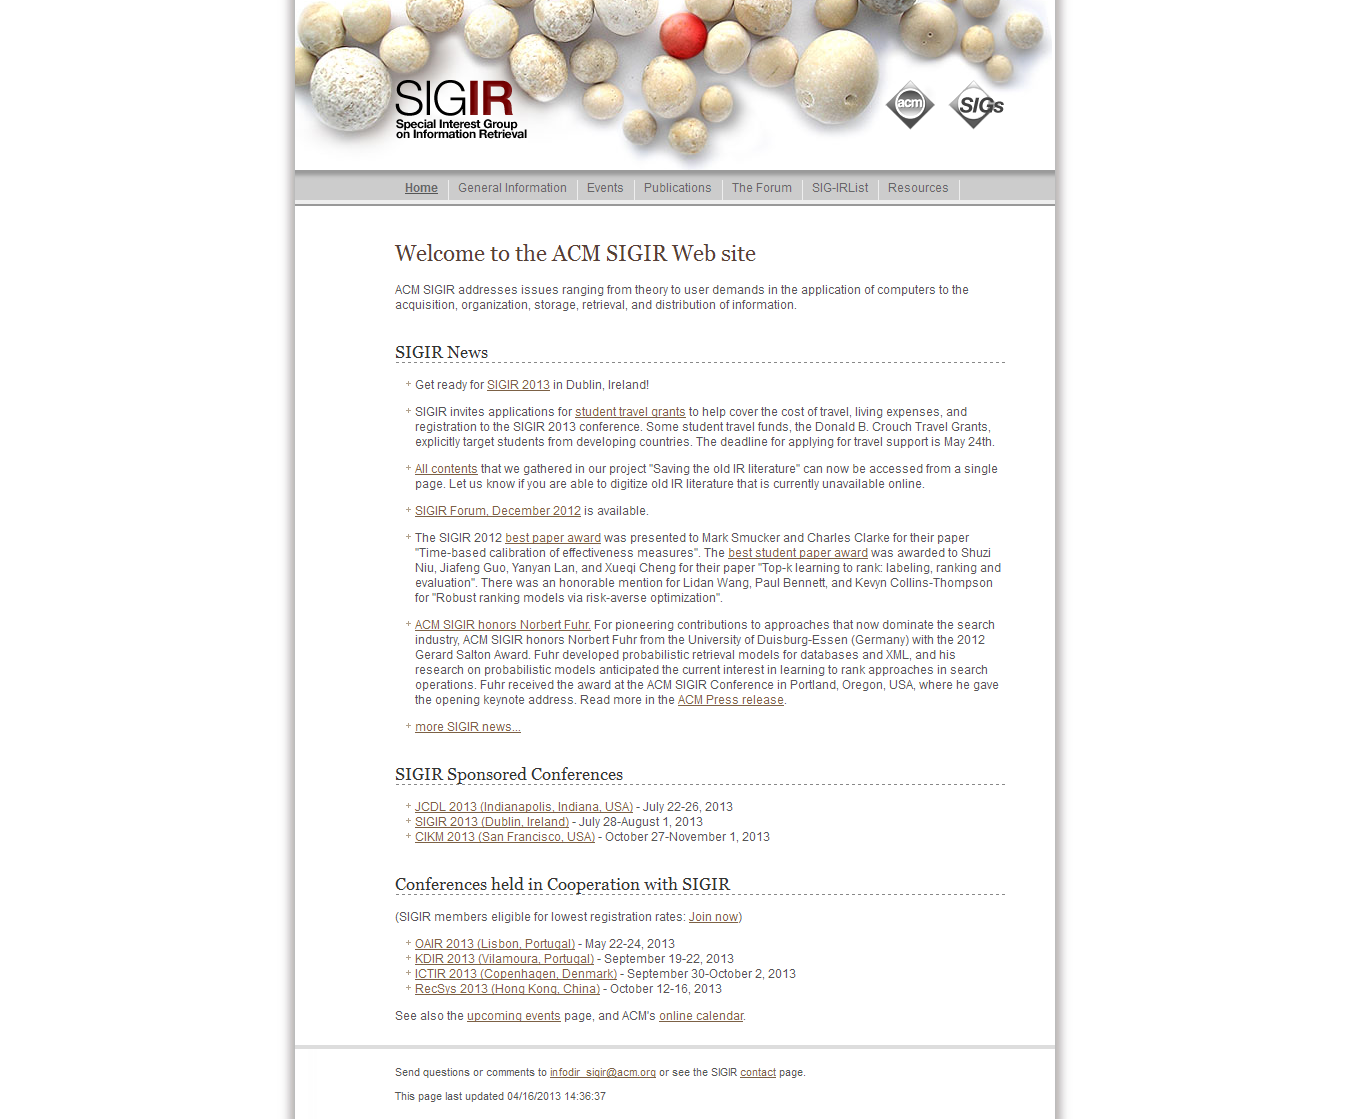 SIGIR
Special Interest Group
on Information Retrieval
acm
SIGs
Home
General Information
Events
Publications
The Forum
SIG-IRList
Resources
Welcome to the ACM SIGIR Web site
ACM SIGIR addresses issues ranging from theory to user demands in the application of computers to the
acquisition, organization, storage, retrieval, and distribution of information.
SIGIR News
+ Get ready for SIGIR 2013 in Dublin, Ireland!
+ SIGIR invites applications for student travel grants to help cover the cost of travel, living expenses, and
registration to the SIGIR 2013 conference. Some student travel funds, the Donald B. Crouch Travel Grants,
explicitly target students from developing countries. The deadline for applying for travel support is May 24th.
+ All contents that we gathered in our project "Saving the old IR literature" can now be accessed from a single
page. Let us know if you are able to digitize old IR literature that is currently unavailable online.
+ SIGIR Forum, December 2012 is available.
+ The SIGIR 2012 best paper award was presented to Mark Smucker and Charles Clarke for their paper
"Time-based calibration of effectiveness measures". The best student paper award was awarded to Shuzi
Niu, Jiafeng Guo, Yanyan Lan, and Xueqi Cheng for their paper "Top-k learning to rank: labeling, ranking and
evaluation". There was an honorable mention for Lidan Wang, Paul Bennett, and Kevyn Collins-Thompson
for "Robust ranking models via risk-averse optimization".
+ ACM SIGIR honors Norbert Fuhr. For pioneering contributions to approaches that now dominate the search
industry, ACM SIGIR honors Norbert Fuhr from the University of Duisburg-Essen (Germany) with the 2012
Gerard Salton Award. Fuhr developed probabilistic retrieval models for databases and XML, and his
research on probabilistic models anticipated the current interest in learning to rank approaches in search
operations. Fuhr received the award at the ACM SIGIR Conference in Portland, Oregon, USA, where he gave
the opening keynote address. Read more in the ACM Press release.
+ more SIGIR news...
SIGIR Sponsored Conferences
+ JCDL 2013 (Indianapolis, Indiana, USA) - July 22-26, 2013
+ SIGIR 2013 (Dublin, Ireland) - July 28-August 1, 2013
+ CIKM 2013 (San Francisco, USA) - October 27-November 1, 2013
Conferences held in Cooperation with SIGIR
(SIGIR members eligible for lowest registration rates: Join now)
+ OAIR 2013 (Lisbon, Portugal) - May 22-24, 2013
+ KDIR 2013 (Vilamoura, Portugal) - September 19-22, 2013
+ ICTIR 2013 (Copenhagen, Denmark) - September 30-October 2, 2013
+ RecSys 2013 (Hong Kong, China) - October 12-16, 2013
See also the upcoming events page, and ACM's online calendar.
Send questions or comments to infodir_sigir@acm.org or see the SIGIR contact page.
This page last updated 04/16/2013 14:36:37